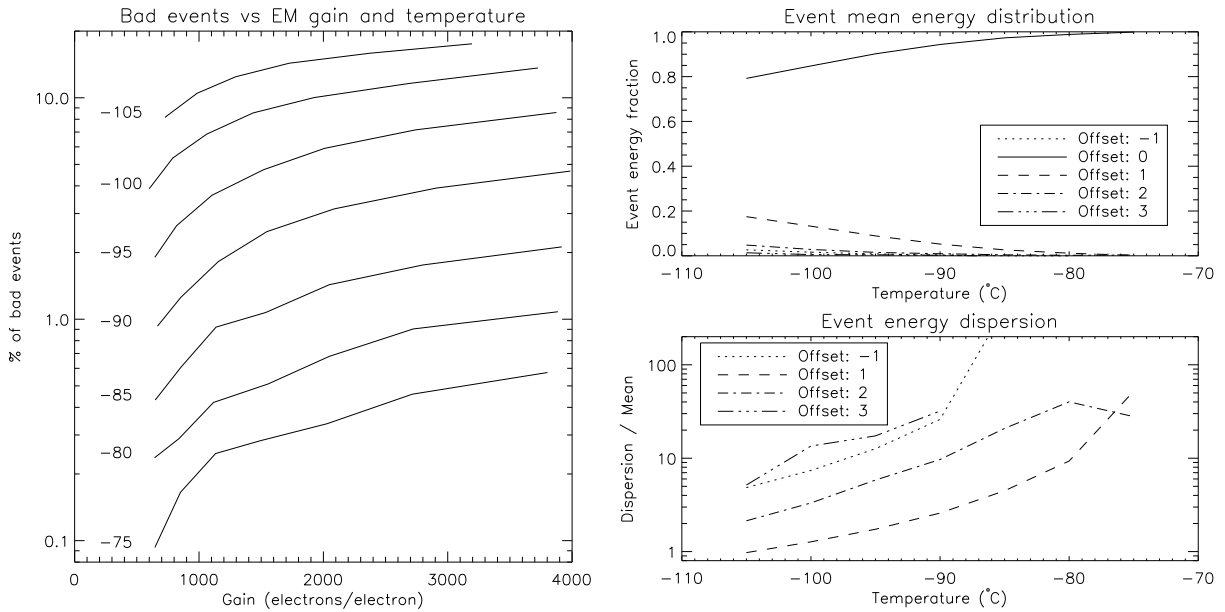 Bad events vs EM gain and temperature
% of bad events
10.0
1.0
0.1
-105
-100
-95
-90
-85
-80
-75
0 1000 2000 3000 4000
Gain (electrons/electron)
Event mean energy distribution
Event energy fraction
1.0
0.8
0.6
0.4
0.2
0.0
Offset: -1
Offset: 0
Offset: 1
Offset: 2
Offset: 3
-110 -100 -90 -80 -70
Temperature (°C)
Event energy dispersion
Dispersion / Mean
100
10
1
Offset: -1
Offset: 1
Offset: 2
Offset: 3
-110 -100 -90 -80 -70
Temperature (°C)